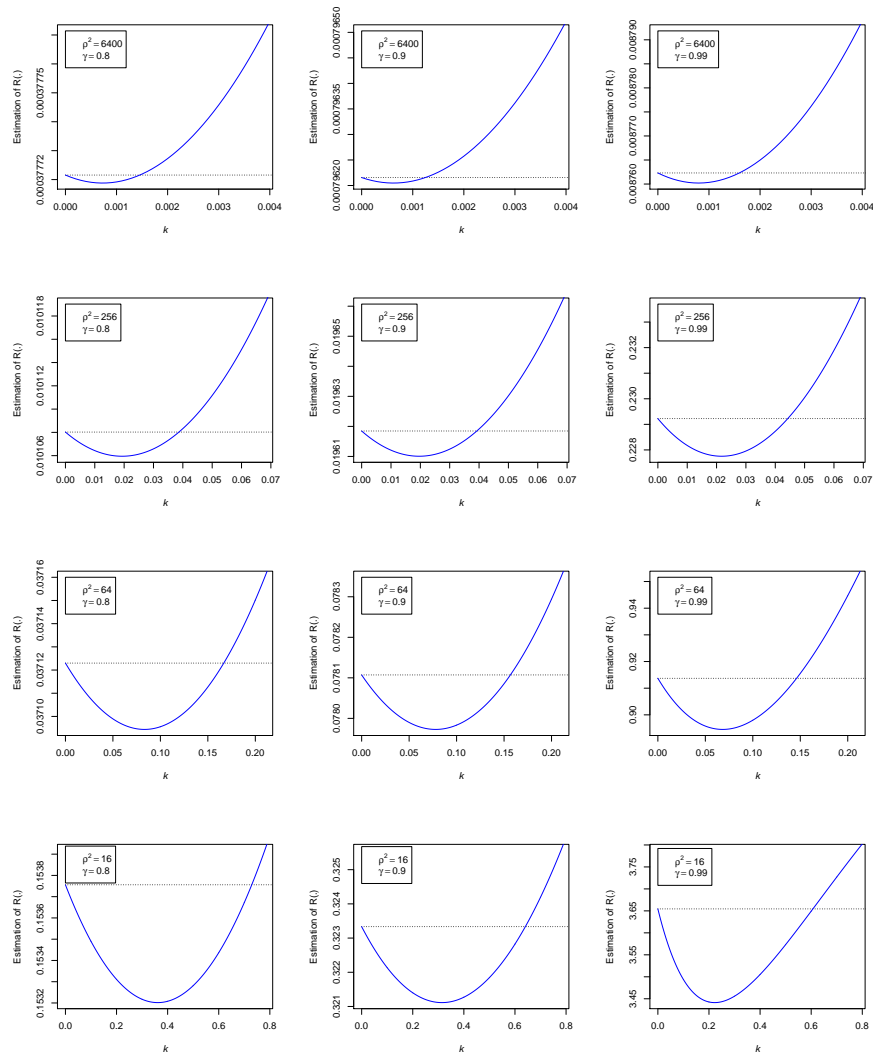 ρ² = 6400
γ = 0.8
Estimation of R(.)
0.00037772 0.00037775
0.000 0.001 0.002 0.003 0.004
k
ρ² = 6400
γ = 0.9
Estimation of R(.)
0.00079620 0.00079635 0.00079650
0.000 0.001 0.002 0.003 0.004
k
ρ² = 6400
γ = 0.99
Estimation of R(.)
0.008760 0.008770 0.008780 0.008790
0.000 0.001 0.002 0.003 0.004
k
ρ² = 256
γ = 0.8
Estimation of R(.)
0.010106 0.010112 0.010118
0.00 0.01 0.02 0.03 0.04 0.05 0.06 0.07
k
ρ² = 256
γ = 0.9
Estimation of R(.)
0.01961 0.01963 0.01965
0.00 0.01 0.02 0.03 0.04 0.05 0.06 0.07
k
ρ² = 256
γ = 0.99
Estimation of R(.)
0.228 0.230 0.232
0.00 0.01 0.02 0.03 0.04 0.05 0.06 0.07
k
ρ² = 64
γ = 0.8
Estimation of R(.)
0.03710 0.03712 0.03714 0.03716
0.00 0.05 0.10 0.15 0.20
k
ρ² = 64
γ = 0.9
Estimation of R(.)
0.0780 0.0781 0.0782 0.0783
0.00 0.05 0.10 0.15 0.20
k
ρ² = 64
γ = 0.99
Estimation of R(.)
0.90 0.92 0.94
0.00 0.05 0.10 0.15 0.20
k
ρ² = 16
γ = 0.8
Estimation of R(.)
0.1532 0.1534 0.1536 0.1538
0.0 0.2 0.4 0.6 0.8
k
ρ² = 16
γ = 0.9
Estimation of R(.)
0.321 0.322 0.323 0.324 0.325
0.0 0.2 0.4 0.6 0.8
k
ρ² = 16
γ = 0.99
Estimation of R(.)
3.45 3.55 3.65 3.75
0.0 0.2 0.4 0.6 0.8
k